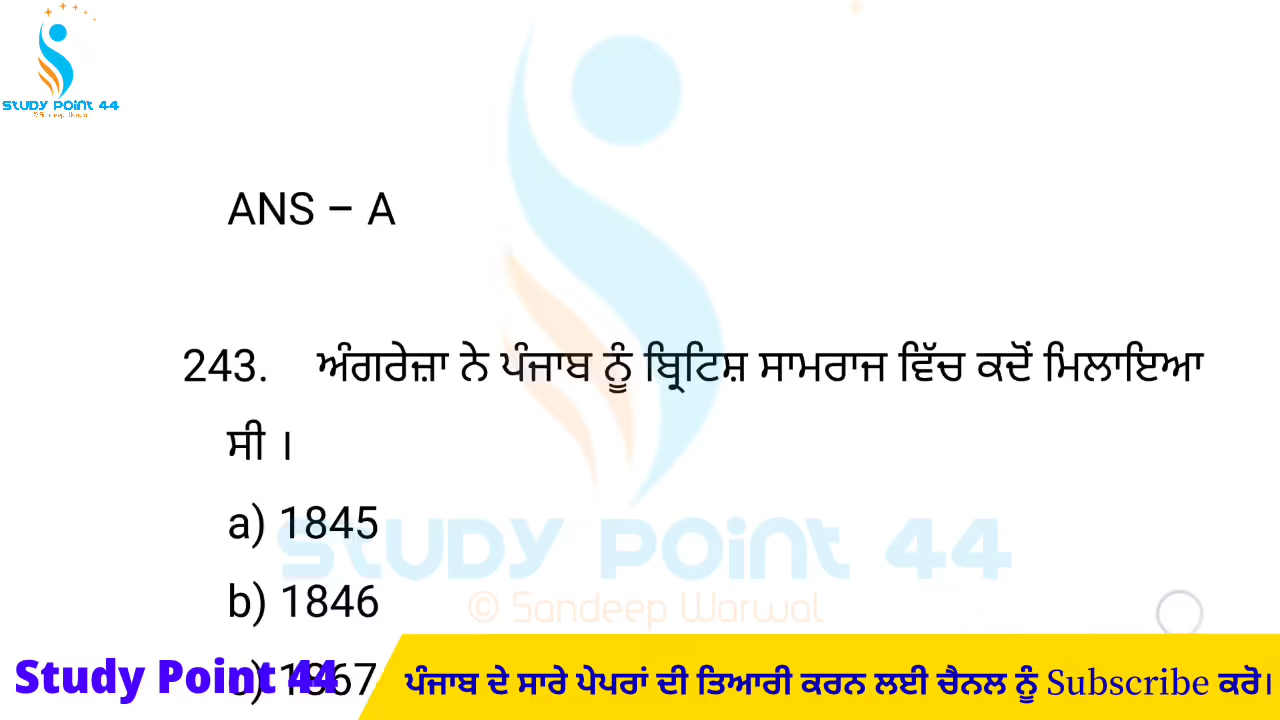 STUDY POINT 44
ANS – A
243. ਅੰਗਰੇਜ਼ਾ ਨੇ ਪੰਜਾਬ ਨੂੰ ਬ੍ਰਿਟਿਸ਼ ਸਾਮਰਾਜ ਵਿੱਚ ਕਦੋਂ ਮਿਲਾਇਆ
ਸੀ ।
a) 1845
STUDY POINT 44
b) 1846
© Sandeep Warwal
c) 1867
Study Point 44
ਪੰਜਾਬ ਦੇ ਸਾਰੇ ਪੇਪਰਾਂ ਦੀ ਤਿਆਰੀ ਕਰਨ ਲਈ ਚੈਨਲ ਨੂੰ Subscribe ਕਰੋ।